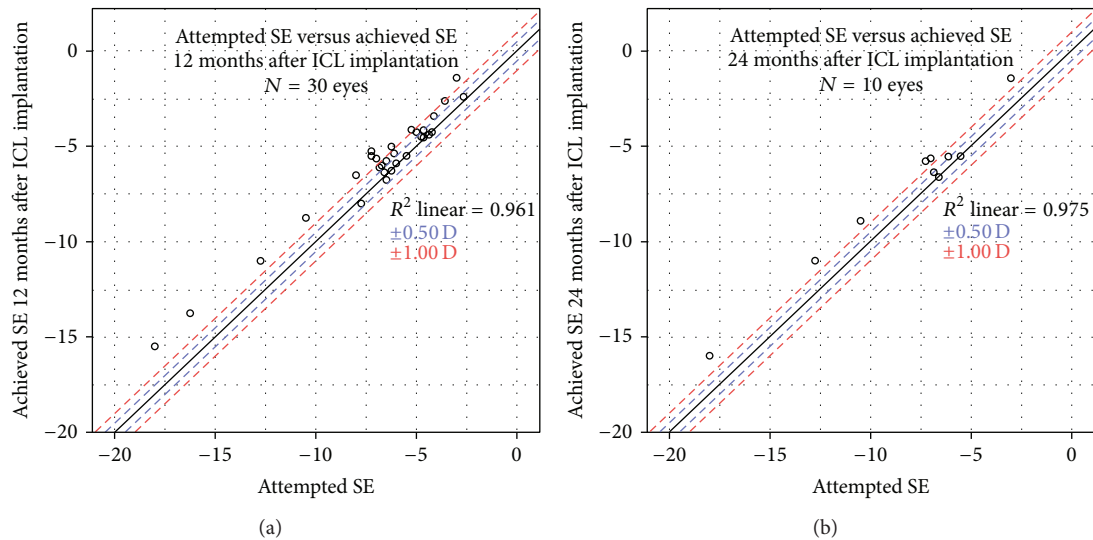 Attempted SE versus achieved SE
12 months after ICL implantation
N = 30 eyes
R² linear = 0.961
±0.50 D
±1.00 D
Achieved SE 12 months after ICL implantation
0
−5
−10
−15
−20
−20 −15 −10 −5 0
Attempted SE
(a)
Attempted SE versus achieved SE
24 months after ICL implantation
N = 10 eyes
R² linear = 0.975
±0.50 D
±1.00 D
Achieved SE 24 months after ICL implantation
0
−5
−10
−15
−20
−20 −15 −10 −5 0
Attempted SE
(b)